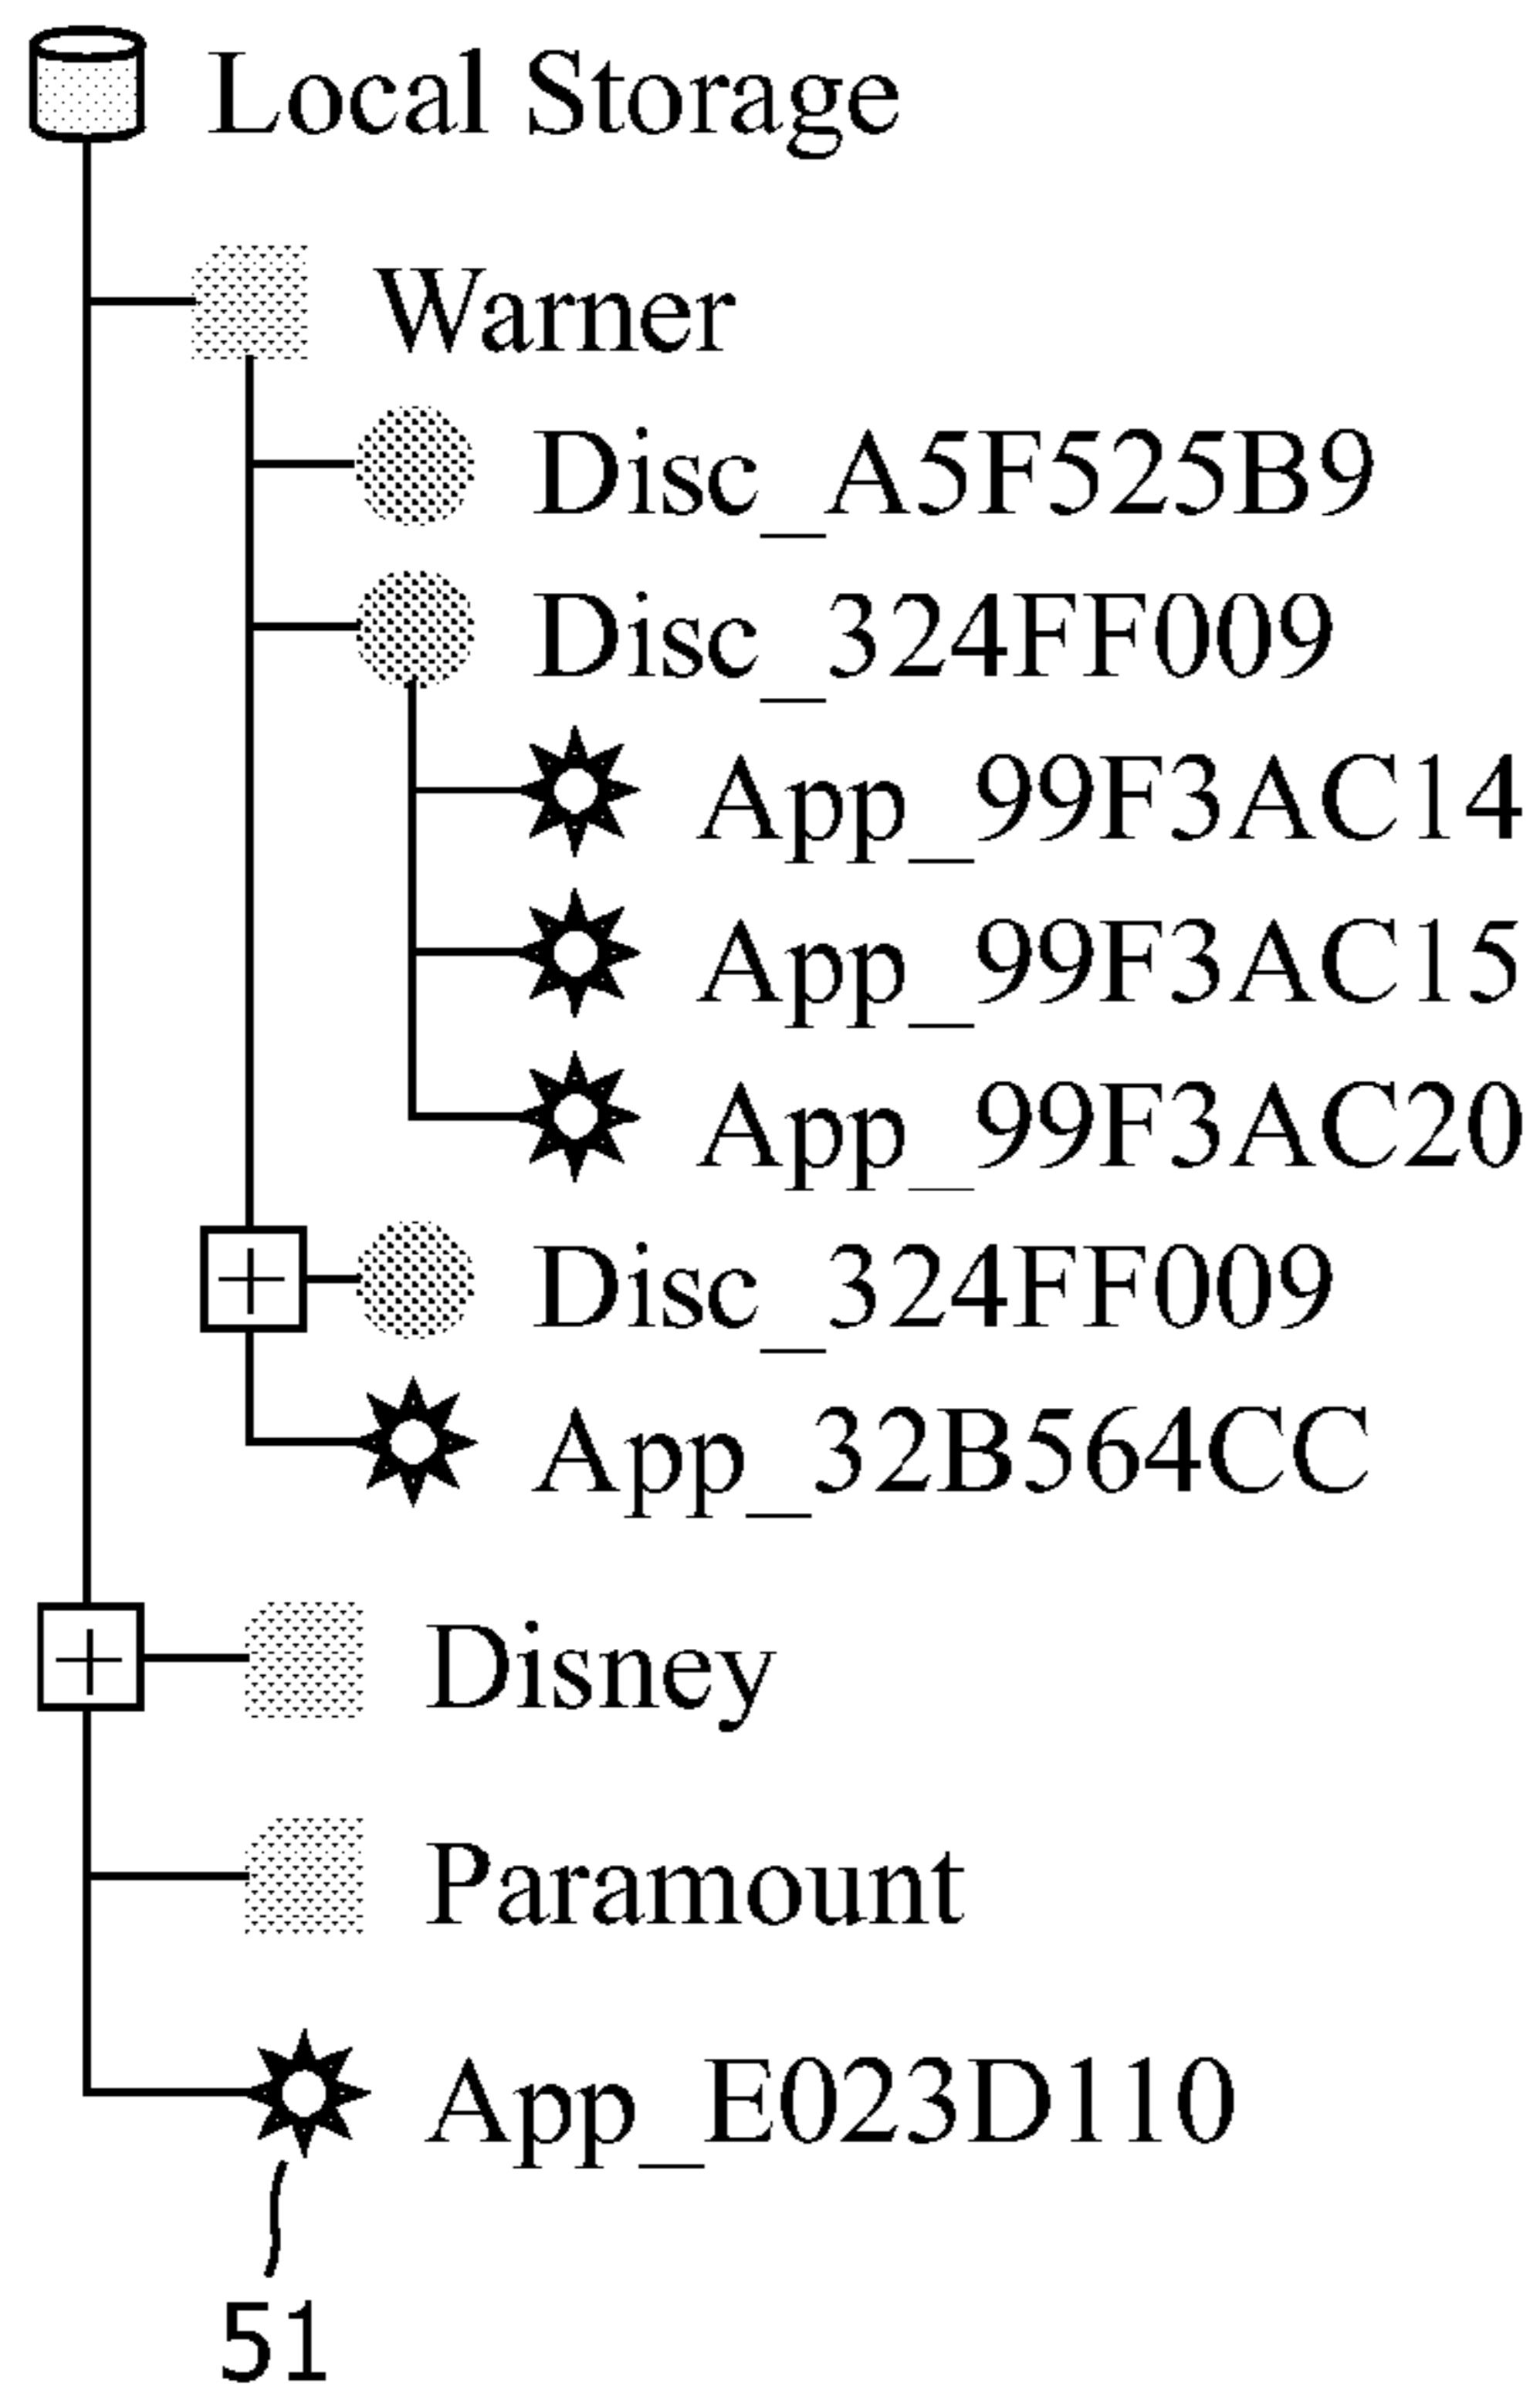 Local Storage
Warner
Disc_A5F525B9
Disc_324FF009
App_99F3AC14
App_99F3AC15
App_99F3AC20
Disc_324FF009
App_32B564CC
Disney
Paramount
App_E023D110
51